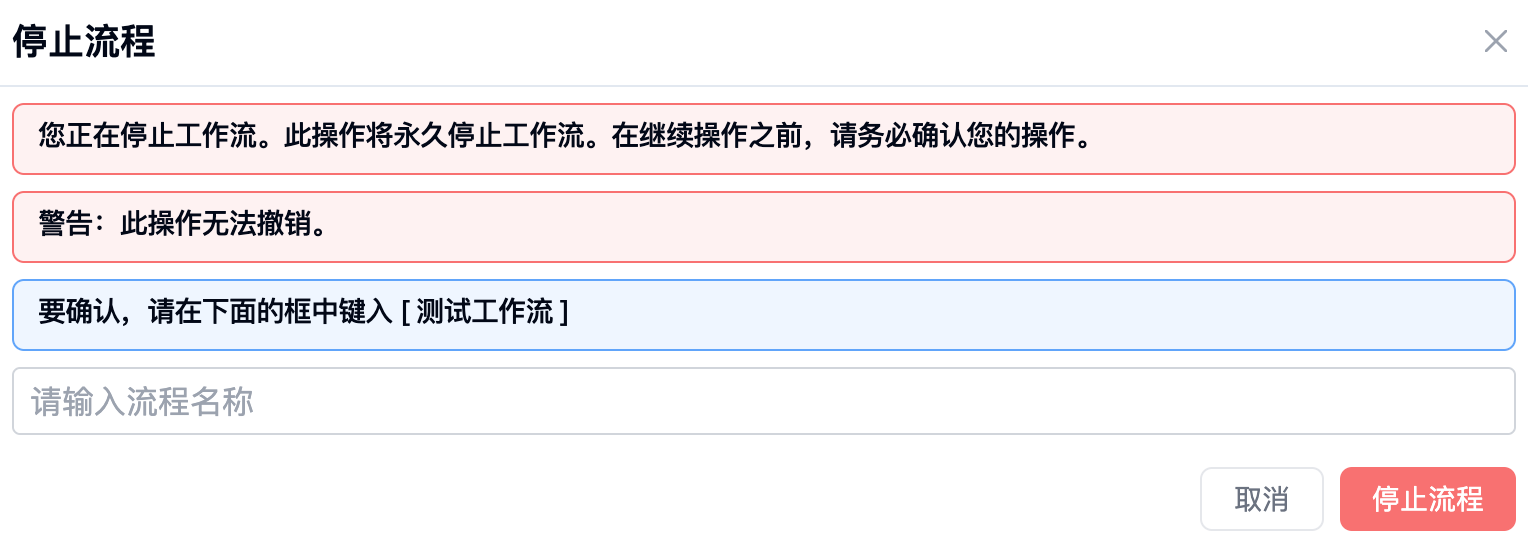 停止流程
您正在停止工作流。此操作将永久停止工作流。在继续操作之前，请务必确认您的操作。
警告：此操作无法撤销。
要确认，请在下面的框中键入 [ 测试工作流 ]
请输入流程名称
取消
停止流程